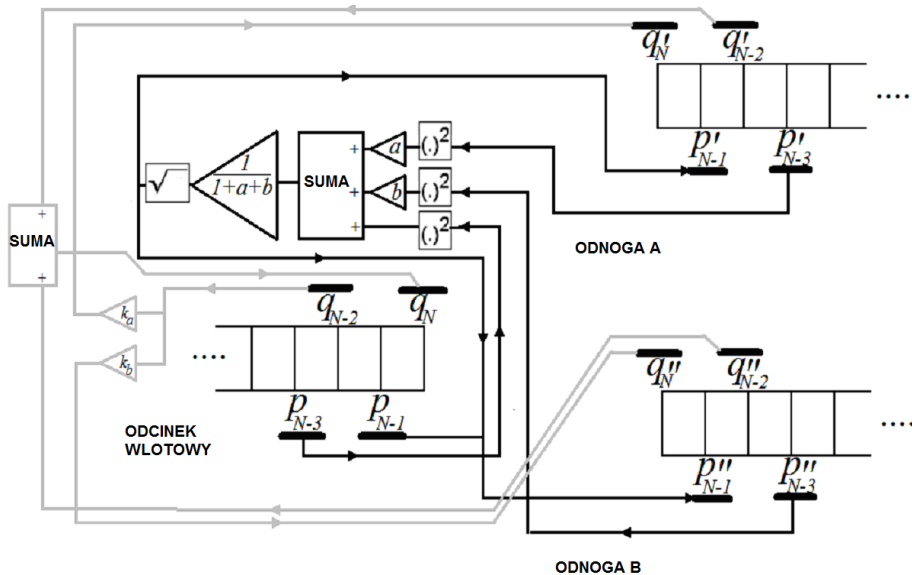 q'N q'N-2
....
p'N-1 p'N-3
a (.)²
+
√ 1/1+a+b SUMA + b (.)²
+ (.)²
ODNOGA A
+
SUMA
+
qN-2 qN
ka
kb
....
q''N q''N-2
pN-3 pN-1
ODCINEK
WLOTOWY
....
p''N-1 p''N-3
ODNOGA B